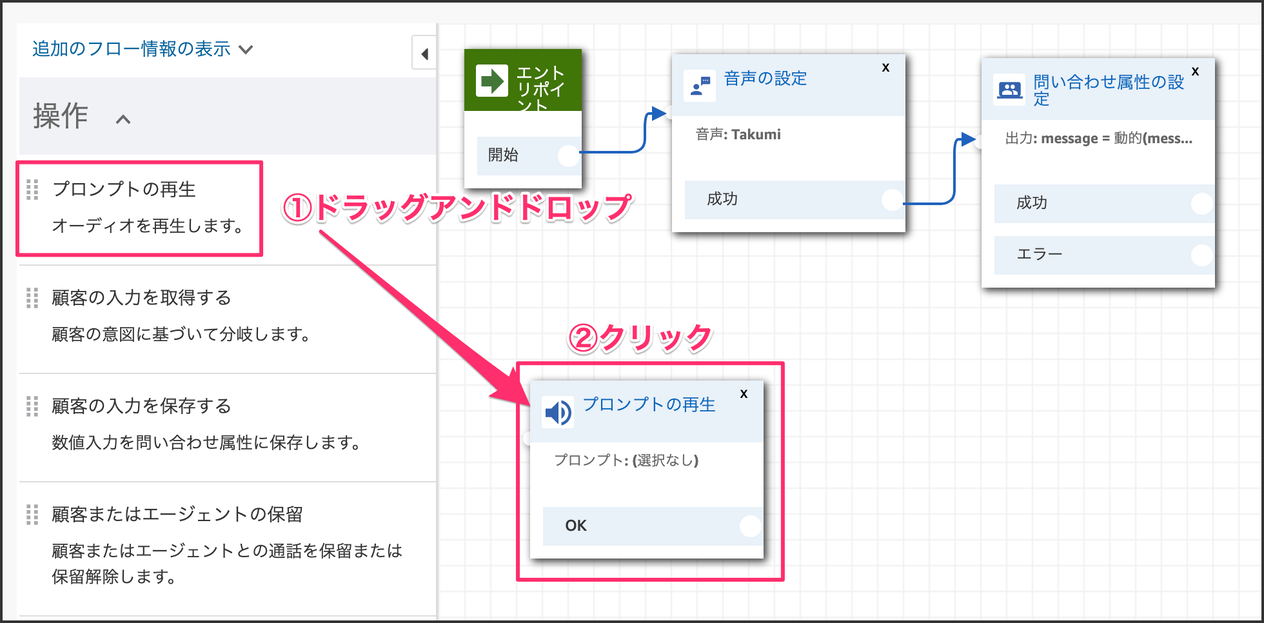 追加のフロー情報の表示
操作
プロンプトの再生
オーディオを再生します。
顧客の入力を取得する
顧客の意図に基づいて分岐します。
顧客の入力を保存する
数値入力を問い合わせ属性に保存します。
顧客またはエージェントの保留
顧客またはエージェントとの通話を保留または
保留解除します。
①ドラッグアンドドロップ
エント
リポイ
ント
開始
音声の設定
x
音声: Takumi
成功
問い合わせ属性の設
定
x
出力: message = 動的(mess...
成功
エラー
②クリック
プロンプトの再生
x
プロンプト: (選択なし)
OK